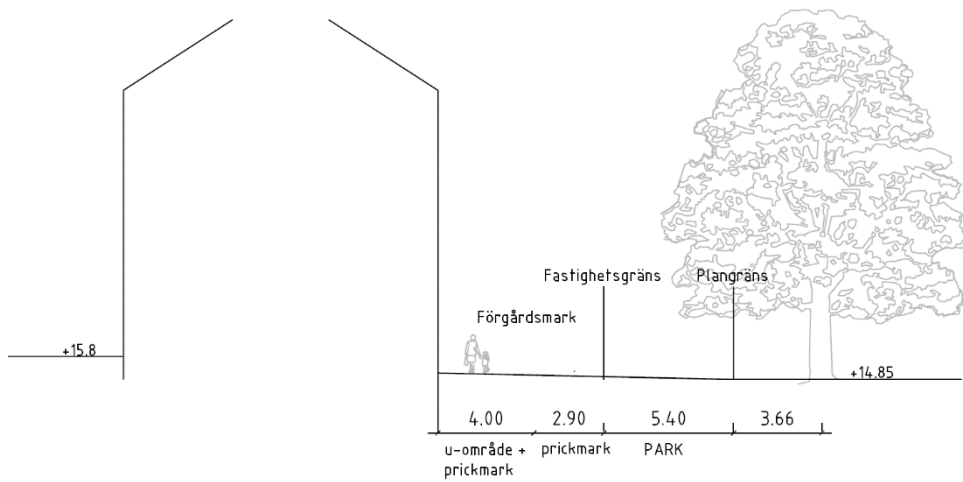 Fastighetsgräns
Plangräns
Förgårdsmark
+15.8
+14.85
4.00
2.90
5.40
3.66
u-område +
prickmark
prickmark
PARK